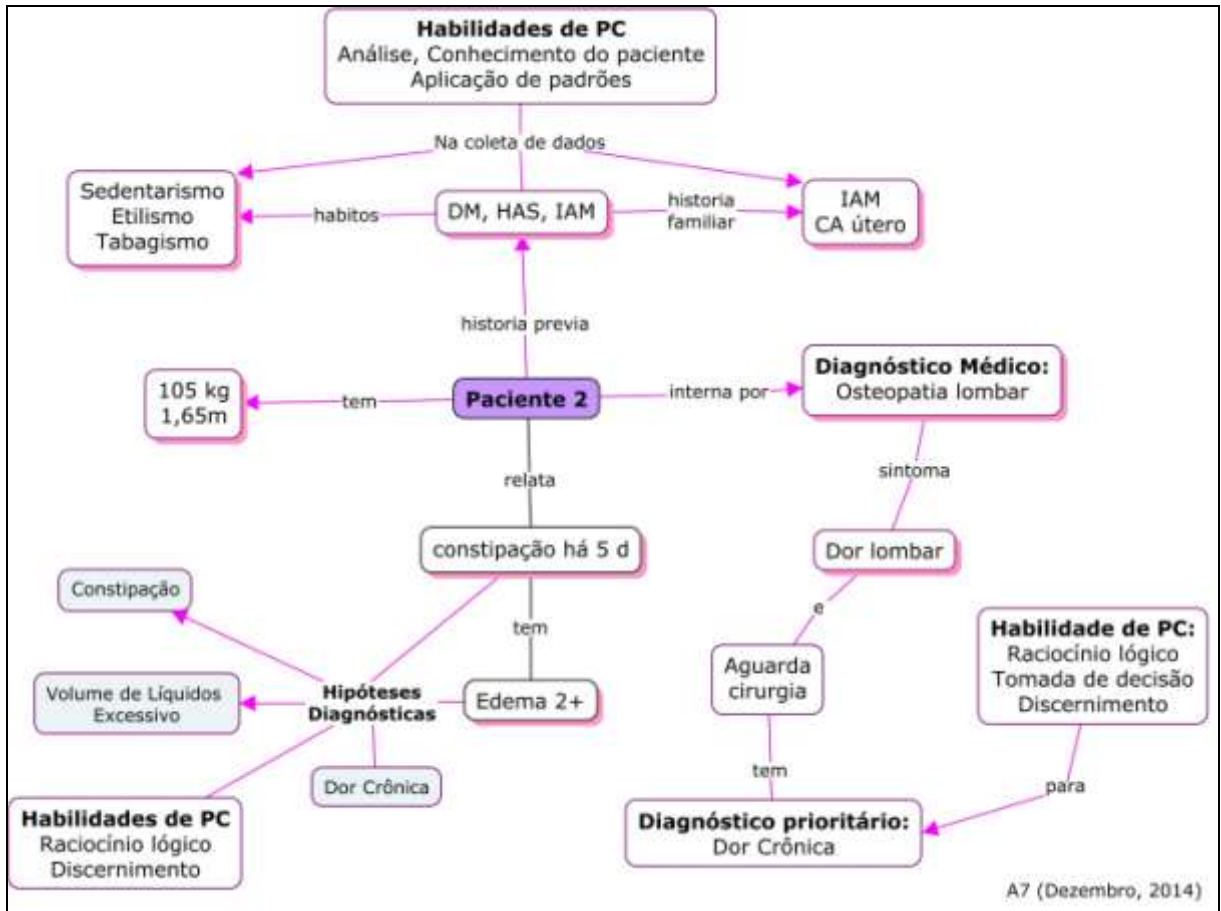 Habilidades de PC
Análise, Conhecimento do paciente
Aplicação de padrões
Na coleta de dados
Sedentarismo
Etilismo
Tabagismo
habitos
DM, HAS, IAM
historia
familiar
IAM
CA útero
historia previa
105 kg
1,65m
tem
Paciente 2
interna por
Diagnóstico Médico:
Osteopatia lombar
relata
sintoma
constipação há 5 d
Dor lombar
Constipação
tem
e
Habilidade de PC:
Raciocínio lógico
Tomada de decisão
Discernimento
Volume de Líquidos
Excessivo
Hipóteses
Diagnósticas
Edema 2+
Aguarda
cirurgia
Dor Crônica
tem
para
Habilidades de PC
Raciocínio lógico
Discernimento
Diagnóstico prioritário:
Dor Crônica
A7 (Dezembro, 2014)